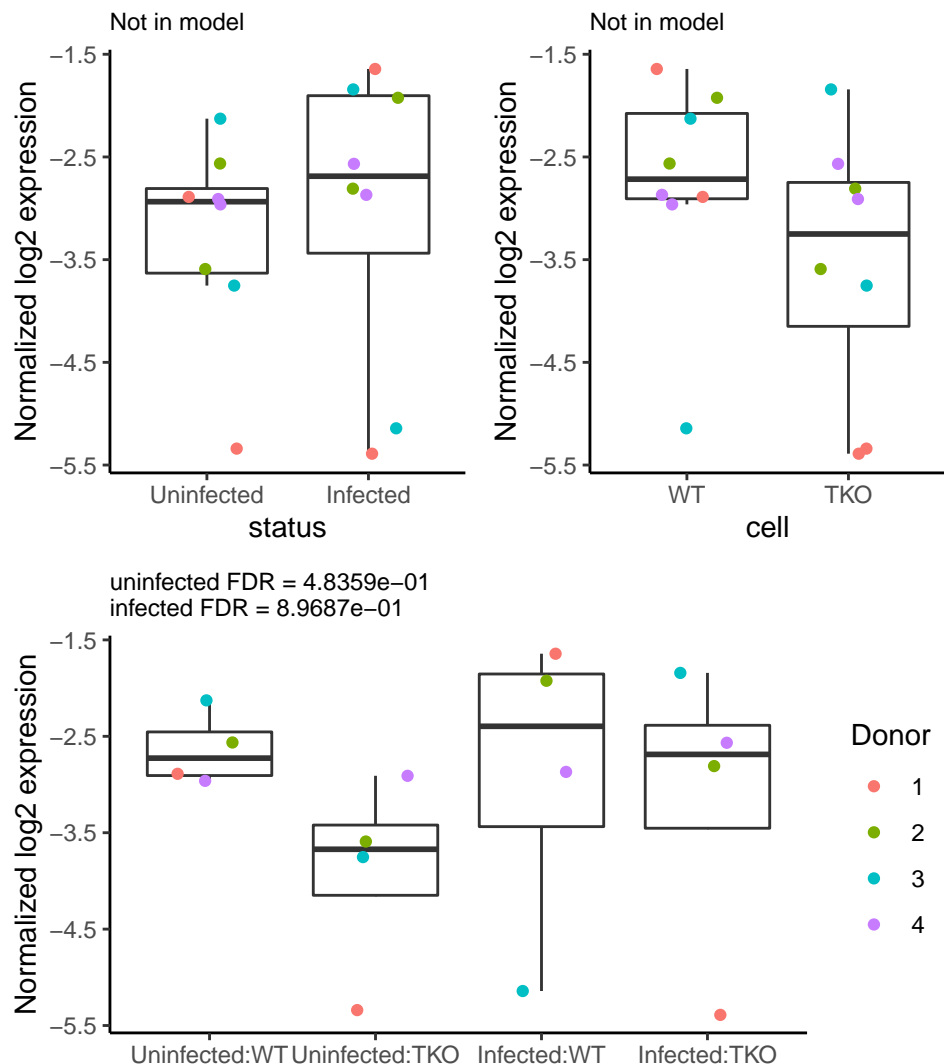 Not in model
Normalized log2 expression
−1.5
−2.5
−3.5
−4.5
−5.5
Uninfected Infected
status
Not in model
Normalized log2 expression
−1.5
−2.5
−3.5
−4.5
−5.5
WT TKO
cell
uninfected FDR = 4.8359e−01
infected FDR = 8.9687e−01
Normalized log2 expression
−1.5
−2.5
−3.5
−4.5
−5.5
Uninfected:WT Uninfected:TKO Infected:WT Infected:TKO
Donor
1
2
3
4